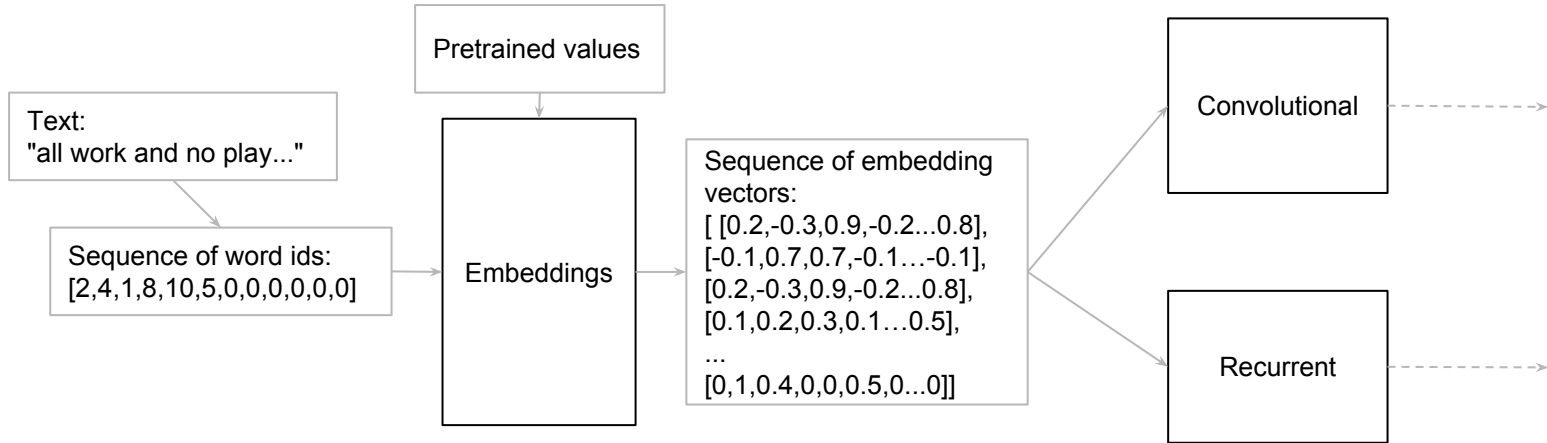 Pretrained values
Text:
"all work and no play..."
Sequence of word ids:
[2,4,1,8,10,5,0,0,0,0,0,0]
Embeddings
Sequence of embedding
vectors:
[ [0.2,-0.3,0.9,-0.2...0.8],
[-0.1,0.7,0.7,-0.1…-0.1],
[0.2,-0.3,0.9,-0.2...0.8],
[0.1,0.2,0.3,0.1…0.5],
...
[0,1,0.4,0,0,0.5,0...0]]
Convolutional
Recurrent